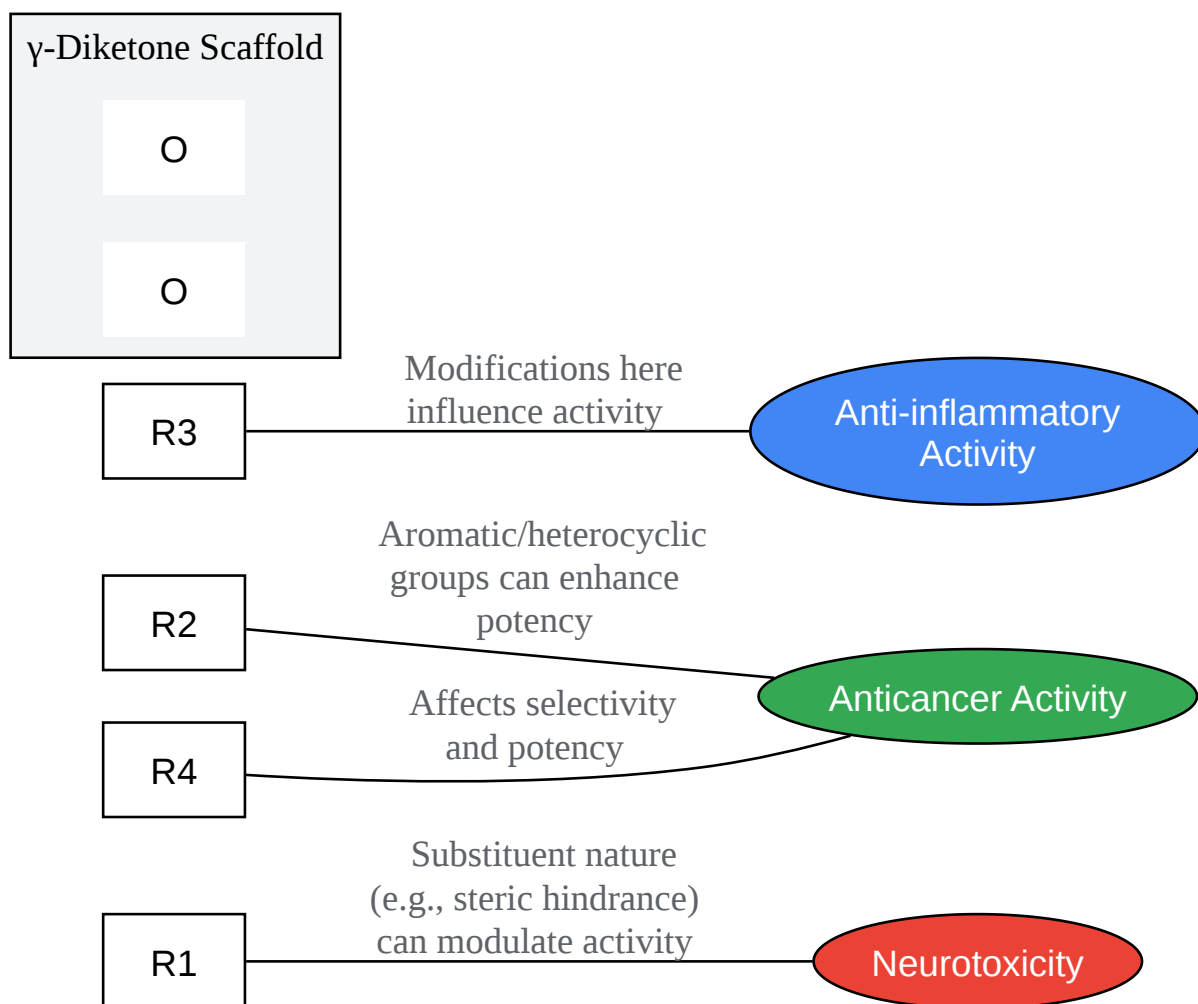 γ-Diketone Scaffold
O
O
R3
Modifications here
influence activity
Anti-inflammatory
Activity
Aromatic/heterocyclic
groups can enhance
potency
R2
Anticancer Activity
Affects selectivity
and potency
R4
Substituent nature
(e.g., steric hindrance)
can modulate activity
R1
Neurotoxicity